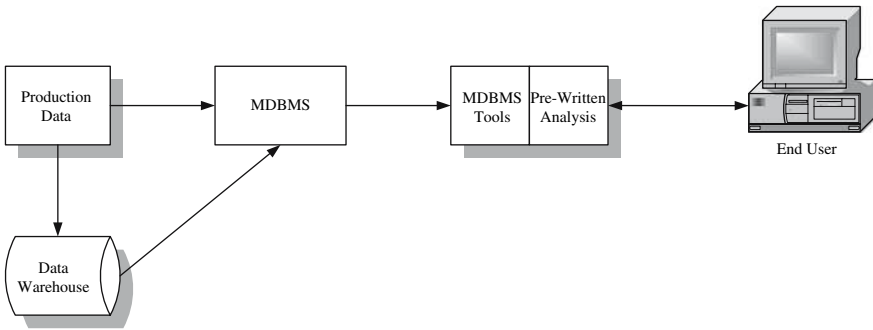 Production
Data
MDBMS
MDBMS
Tools
Pre-Written
Analysis
End User
Data
Warehouse